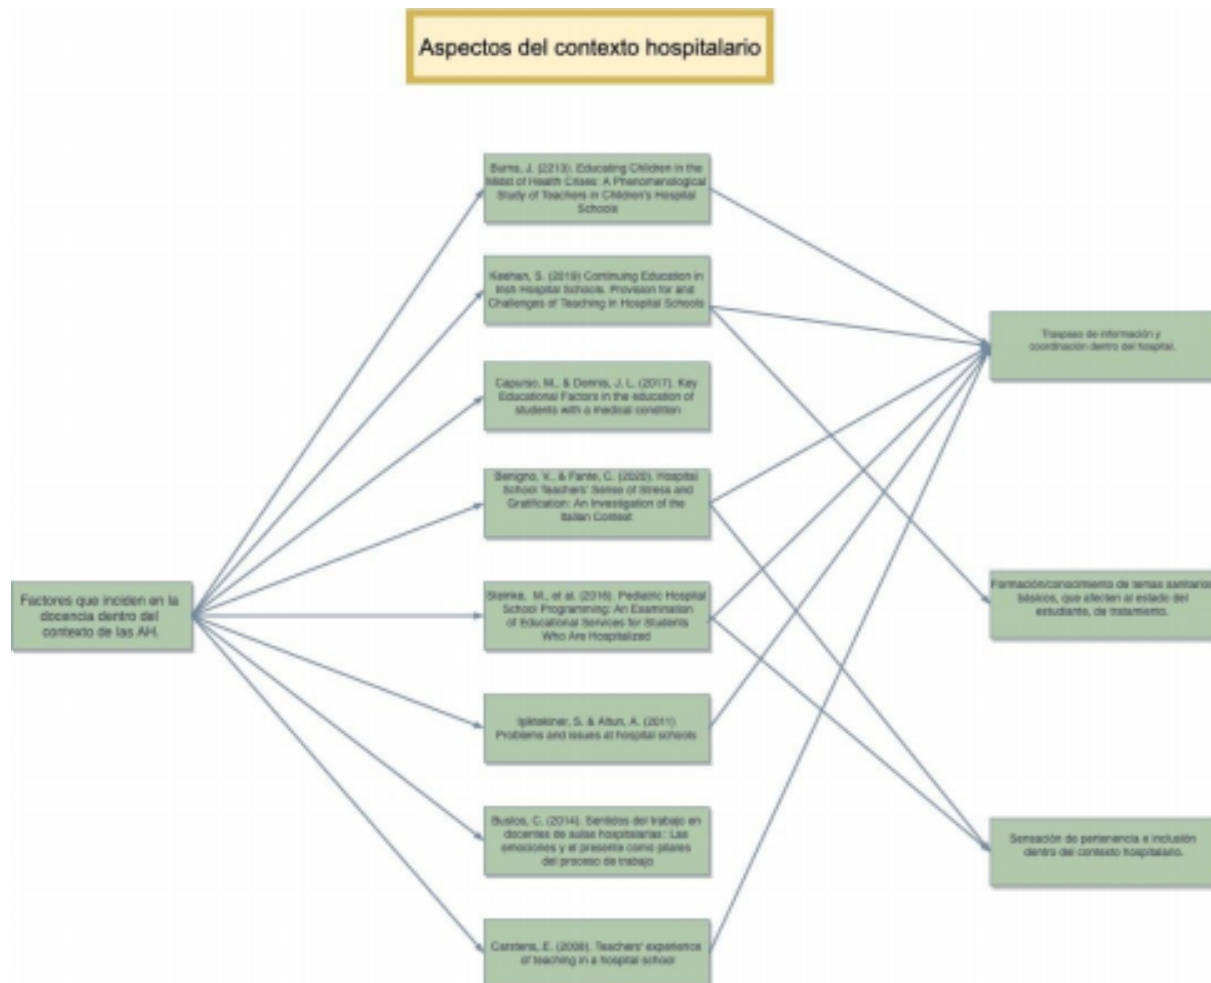 Aspectos del contexto hospitalario
Burns, J. (2213). Educating Children in the
Midst of Health Crises: A Phenomenological
Study of Teachers in Children's Hospital
Schools
Keehan, S. (2019) Continuing Education in
Irish Hospital Schools. Provision for and
Challenges of Teaching in Hospital Schools
Traspaso de información y
coordinación dentro del hospital.
Capurso, M., & Dennis, J. L. (2017). Key
Educational Factors in the education of
students with a medical condition
Benigno, V., & Fante, C. (2020). Hospital
School Teachers' Sense of Stress and
Gratification: An Investigation of the
Italian Context
Factores que inciden en la
docencia dentro del
contexto de las AH.
Steinke, M., et al. (2016). Pediatric Hospital
School Programming: An Examination
of Educational Services for Students
Who Are Hospitalized
Formación/conocimiento de temas sanitarios
básicos, que afecten al estado del
estudiante, de tratamiento.
S. & Altun, A. (2011)
Problems and issues at hospital schools
Bustos, C. (2014). Sentidos del trabajo en
docentes de aulas hospitalarias: Las
emociones y el presente como pilares
del proceso de trabajo
Sensación de pertenencia e inclusión
dentro del contexto hospitalario.
Carstens, E. Teachers' experience
of teaching in a hospital school